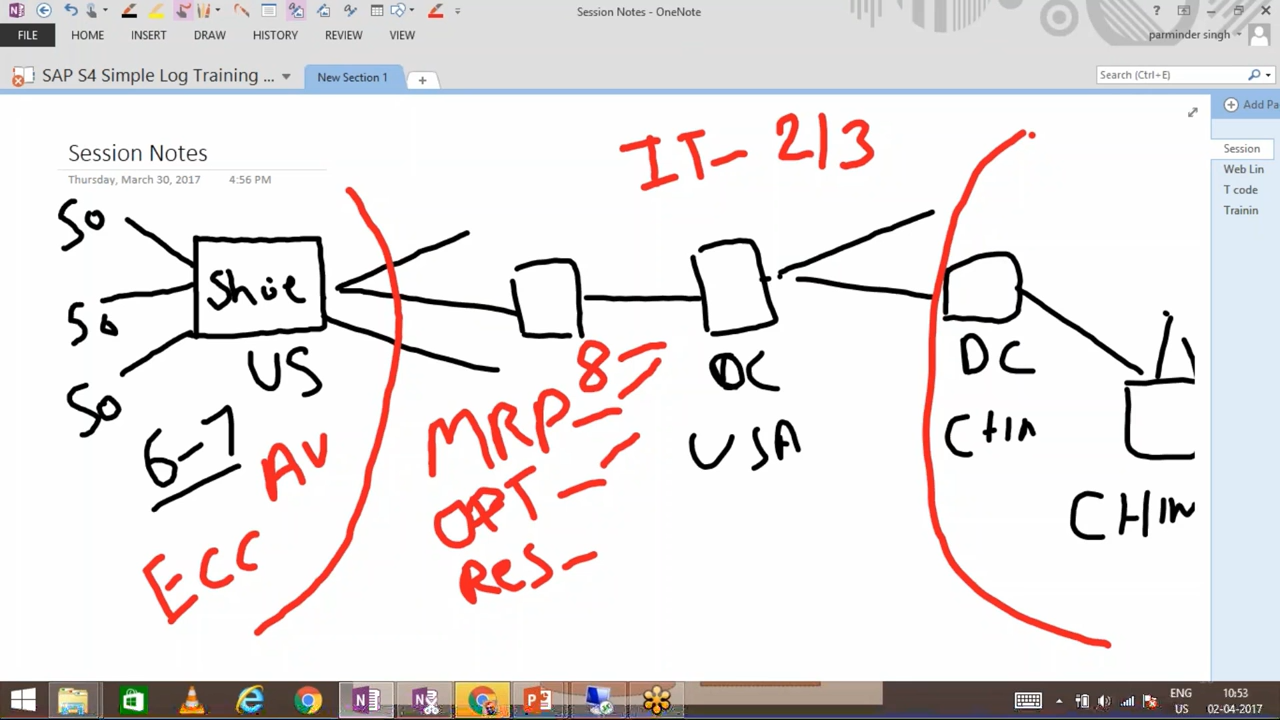 Session Notes - OneNote
parminder singh
FILE HOME INSERT DRAW HISTORY REVIEW VIEW
SAP S4 Simple Log Training ...
New Section 1
Search (Ctrl+E)
Add Pa
Session
Web Lin
T code
Trainin
Session Notes
Thursday, March 30, 2017 4:56 PM
IT- 2/3
SO
SO
SO
Shoe
US
6-7
AV
ECC
MRP 8
OPT
RES
DC
USA
DC
CHIN
CHIN
ENG
US
10:53
02-04-2017